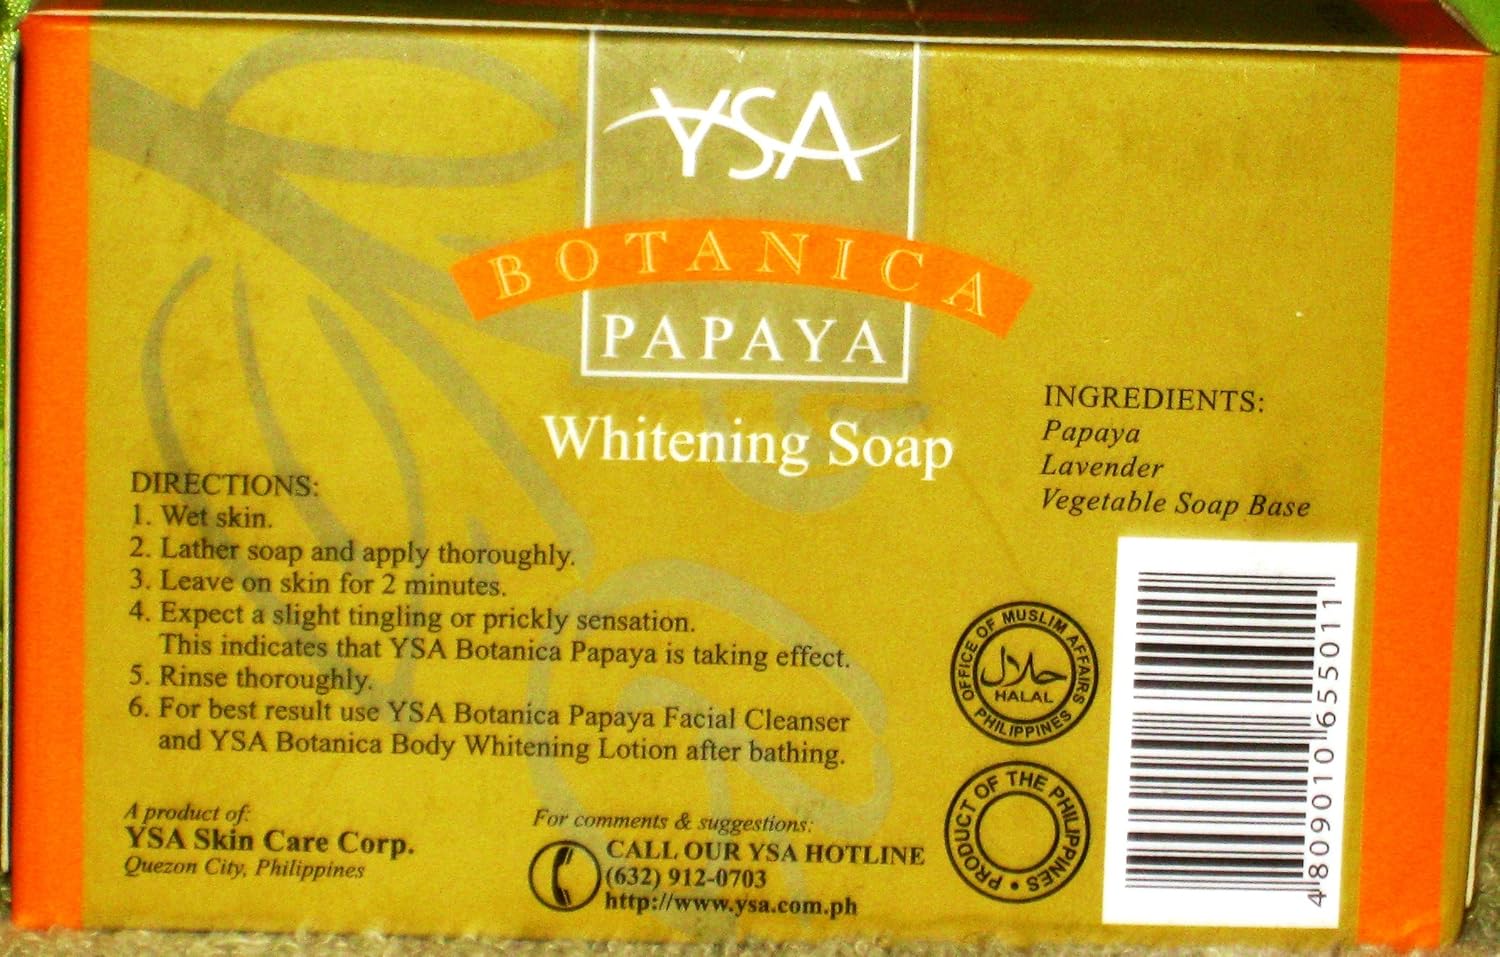 YSA
BOTANICA
PAPAYA
Whitening Soap
INGREDIENTS:
Papaya
Lavender
Vegetable Soap Base
DIRECTIONS:
1. Wet skin.
2. Lather soap and apply thoroughly.
3. Leave on skin for 2 minutes.
4. Expect a slight tingling or prickly sensation.
This indicates that YSA Botanica Papaya is taking effect.
5. Rinse thoroughly.
6. For best result use YSA Botanica Papaya Facial Cleanser
and YSA Botanica Body Whitening Lotion after bathing.
A product of:
YSA Skin Care Corp.
Quezon City, Philippines
For comments & suggestions:
CALL OUR YSA HOTLINE
(632) 912-0703
http://www.ysa.com.ph
OFFICE OF MUSLIM AFFAIRS
حلال
HALAL
PHILIPPINES
PRODUCT OF THE PHILIPPINES •
4809010655011